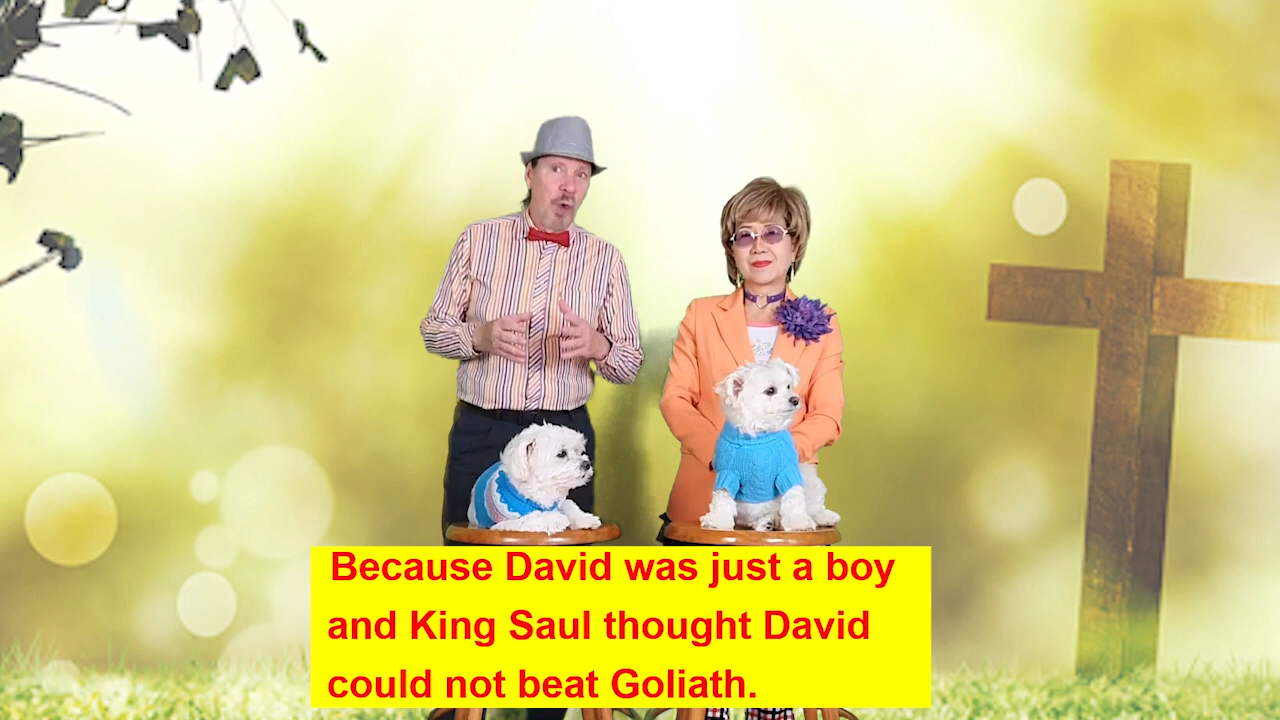 Because David was just a boy
and King Saul thought David
could not beat Goliath.